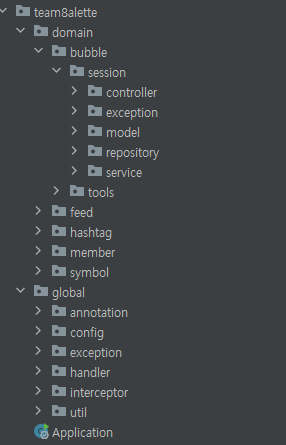 team8alette
domain
bubble
session
controller
exception
model
repository
service
tools
feed
hashtag
member
symbol
global
annotation
config
exception
handler
interceptor
util
Application